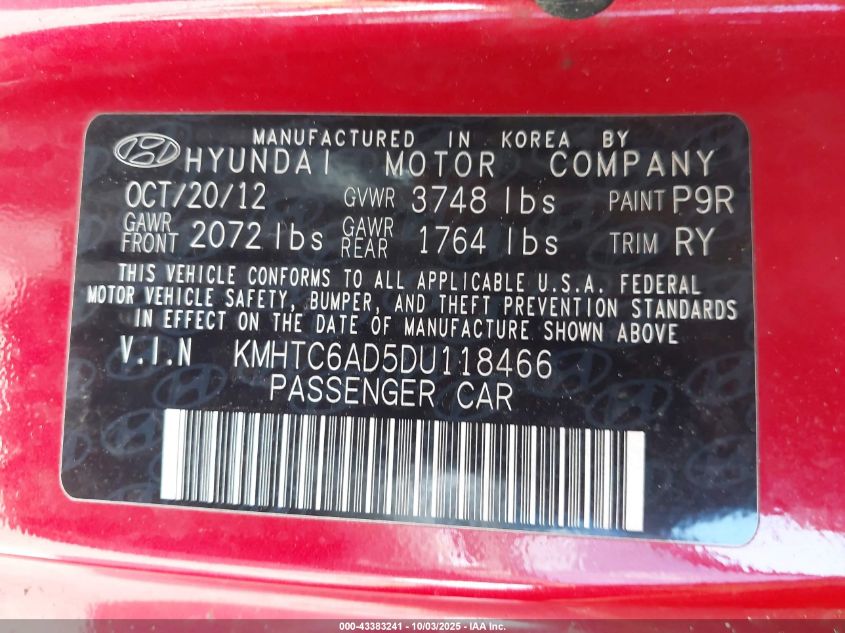 MANUFACTURED IN KOREA BY
HYUNDAI MOTOR COMPANY
OCT/20/12 GVWR 3748 lbs PAINT P9R
GAWR FRONT 2072 lbs GAWR REAR 1764 lbs TRIM RY
THIS VEHICLE CONFORMS TO ALL APPLICABLE U.S.A. FEDERAL
MOTOR VEHICLE SAFETY, BUMPER, AND THEFT PREVENTION STANDARDS
IN EFFECT ON THE DATE OF MANUFACTURE SHOWN ABOVE
V.I.N KMHTC6AD5DU118466
PASSENGER CAR
000-43383241 - 10/03/2025 - IAA Inc.